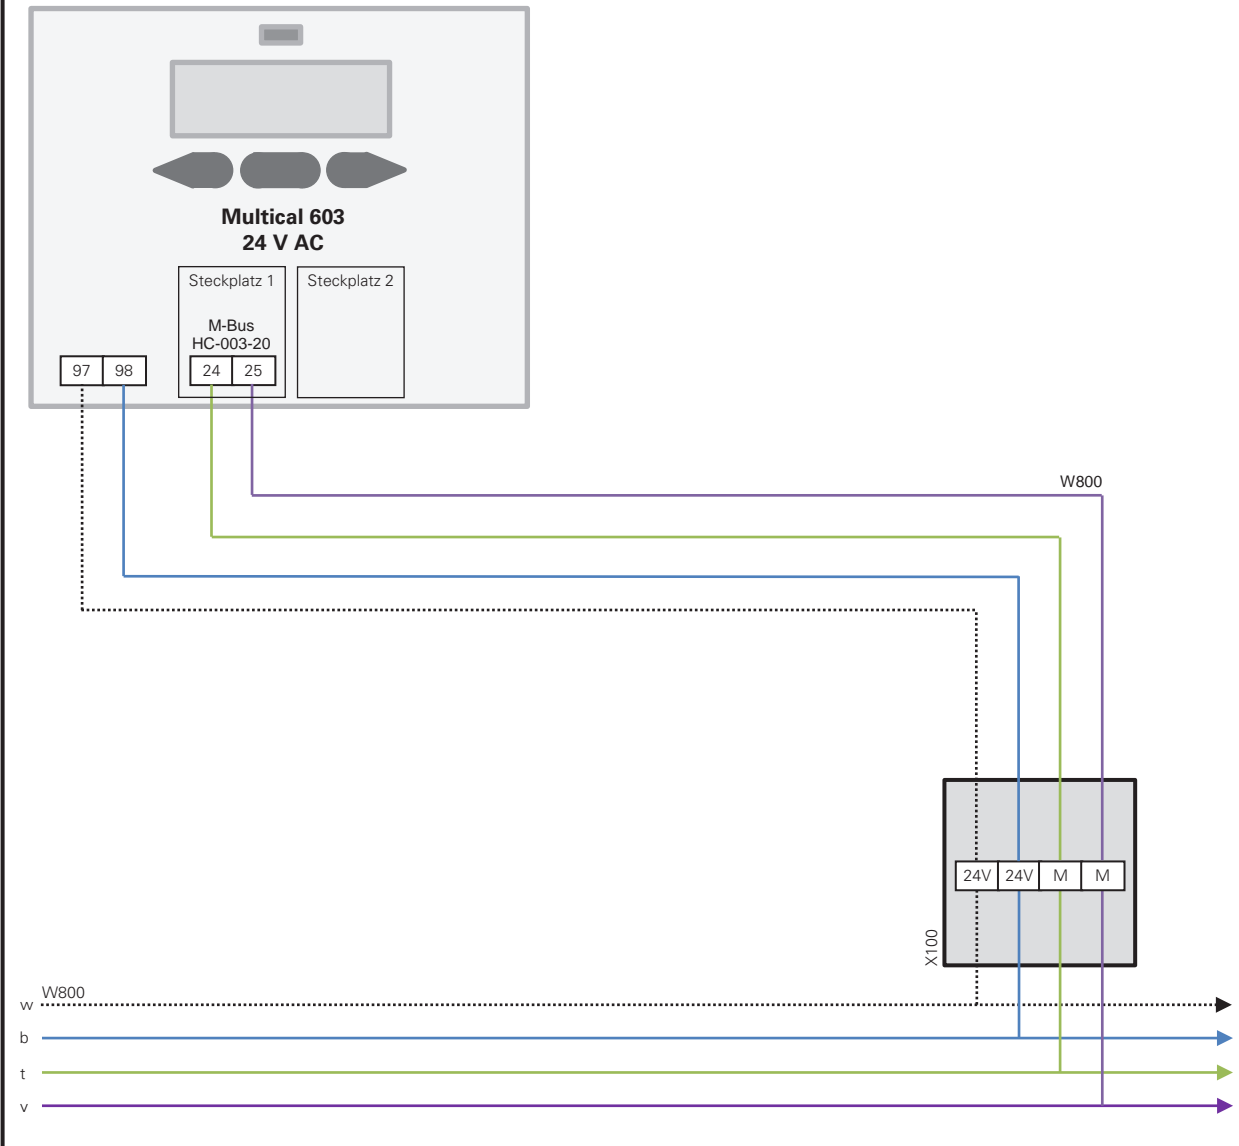 Multical 603
24 V AC
Steckplatz 1
Steckplatz 2
M-Bus
HC-003-20
97
98
24
25
W800
24V
24V
M
M
X100
W800
w
b
t
v